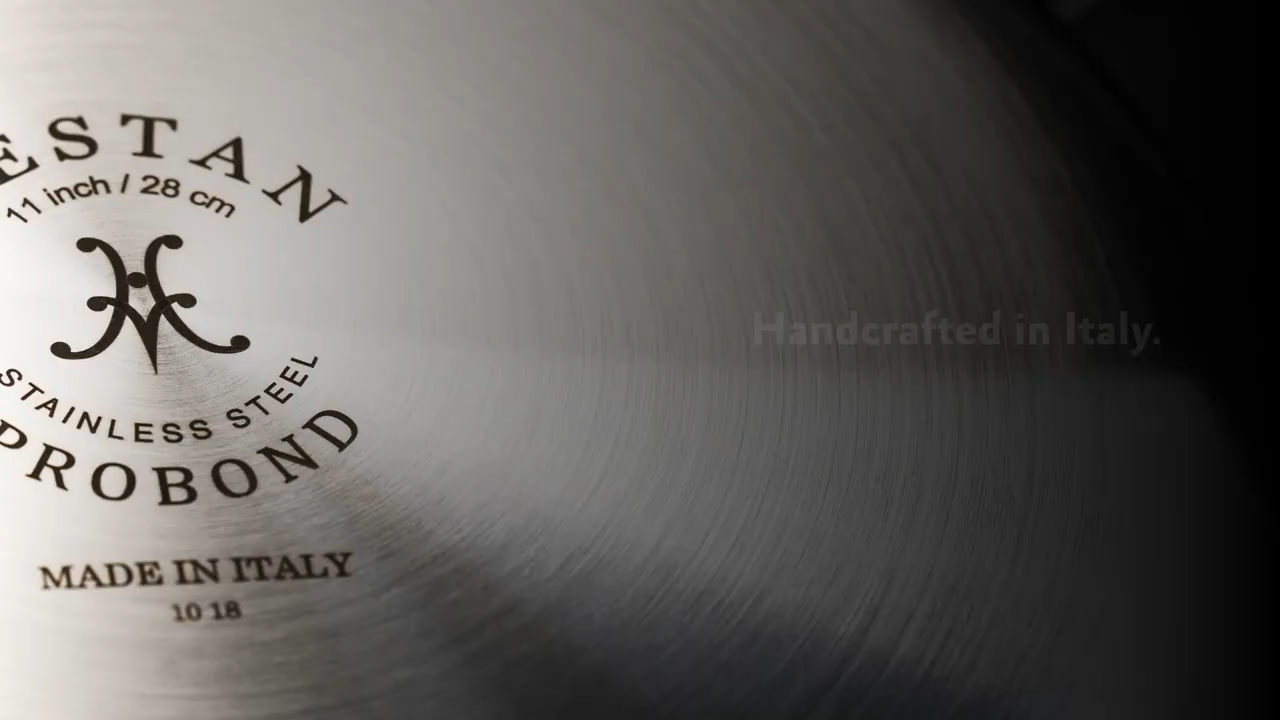 ESTAN
11 inch / 28 cm
STAINLESS STEEL
PROBOND
MADE IN ITALY
10 18
Handcrafted in Italy.